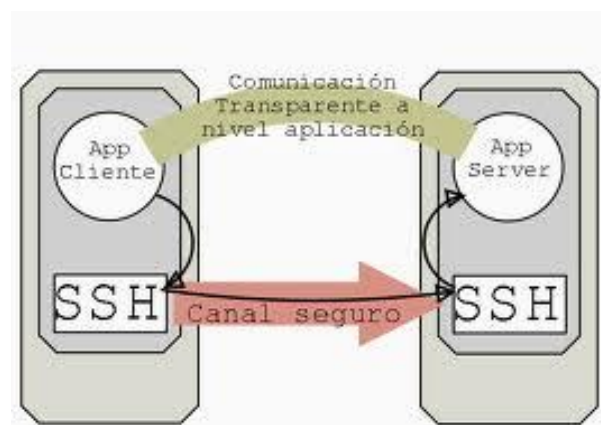 Comunicación
Transparente a
nivel aplicación
App
Cliente
App
Server
SSH
Canal seguro
SSH